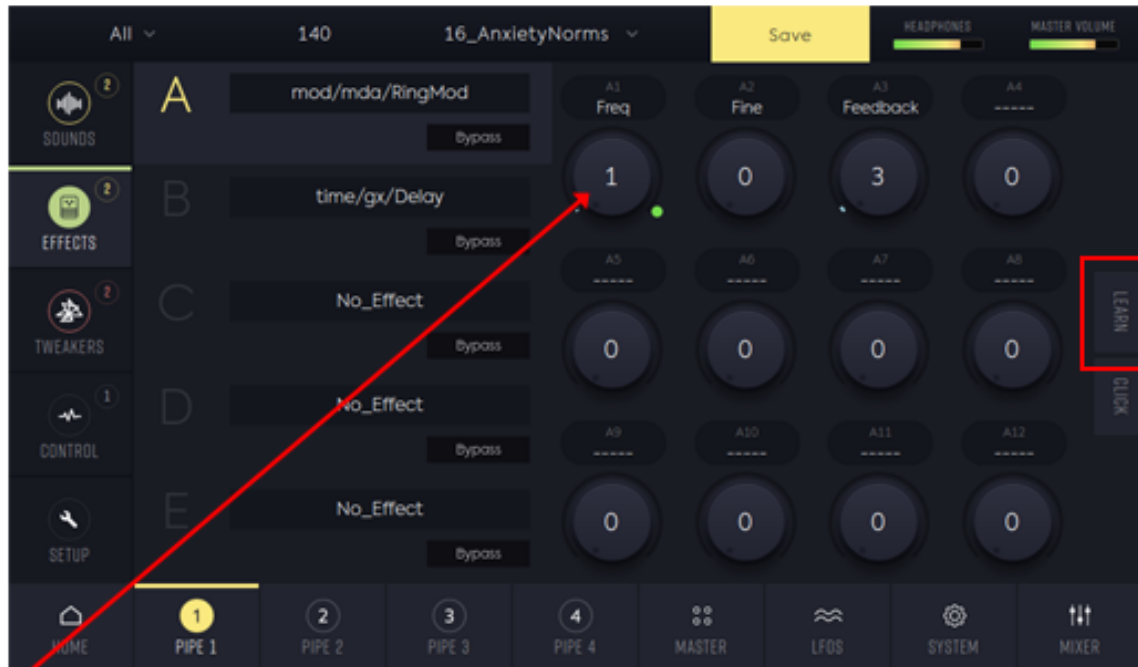 All 140 16_AnxietyNorms Save HEADPHONES MASTER VOLUME
2
SOUNDS
A
mod/mda/RingMod
Bypass
A1 A2 A3 A4
Freq Fine Feedback -----
1 0 3 0
2
EFFECTS
B
time/gx/Delay
Bypass
A5 A6 A7 A8
----- ----- ----- -----
0 0 0 0
LEARN
2
TWEAKERS
C
No_Effect
Bypass
CLICK
1
CONTROL
D
No_Effect
Bypass
A9 A10 A11 A12
----- ----- ----- -----
0 0 0 0
SETUP
E
No_Effect
Bypass
1 2 3 4
HOME PIPE 1 PIPE 2 PIPE 3 PIPE 4 MASTER LFOS SYSTEM MIXER